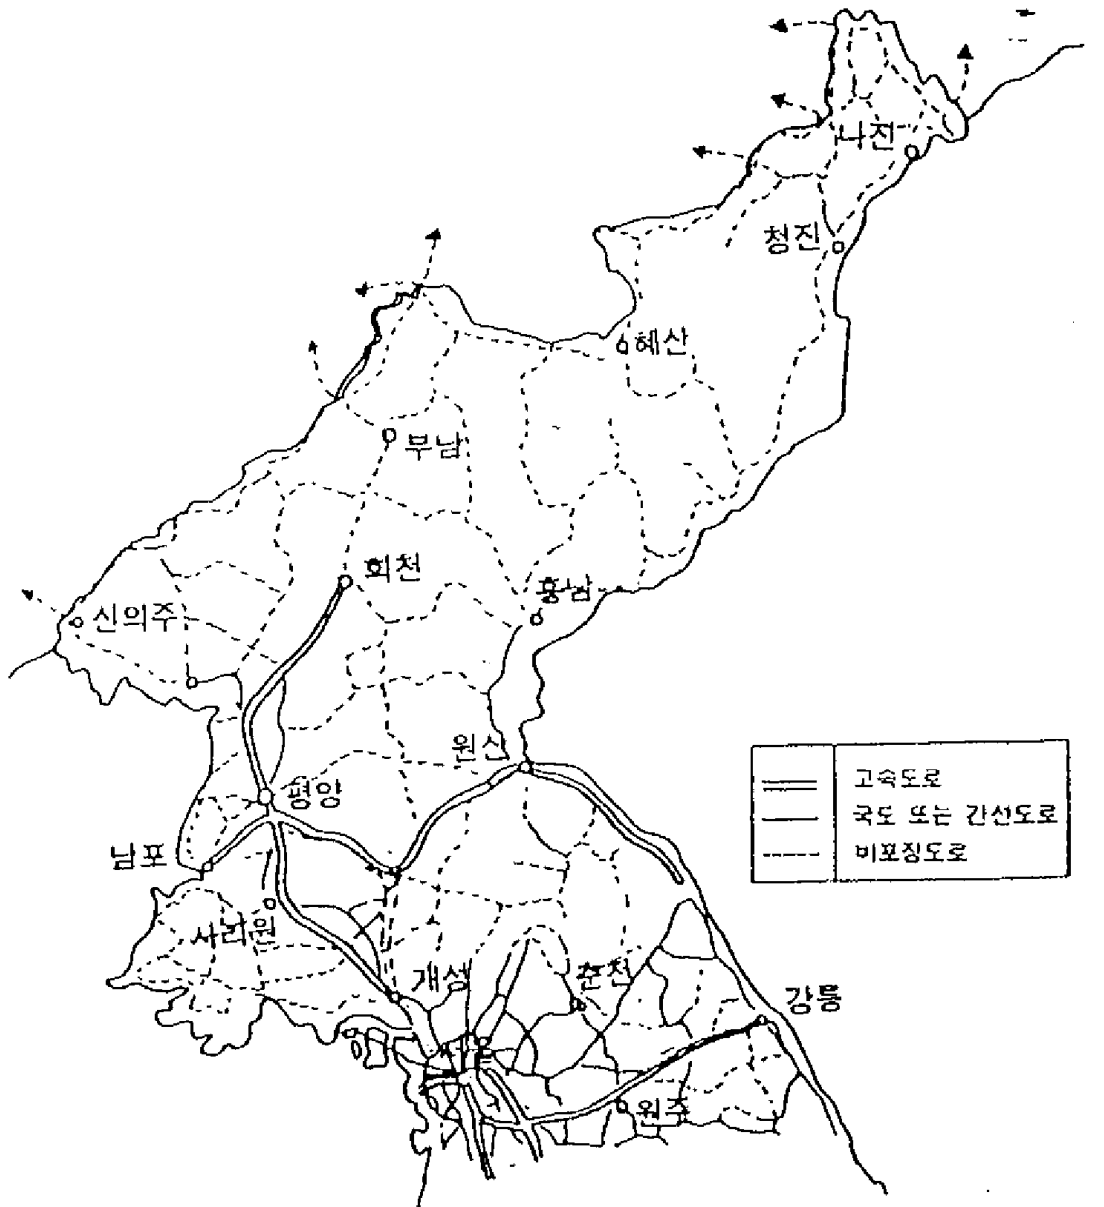 나진
청진
혜산
부남
회천
흥남
신의주
원산
평양
남포
사리원
개성
춘천
강릉
서울
원주
고속도로
국도 또는 간선도로
비포장도로